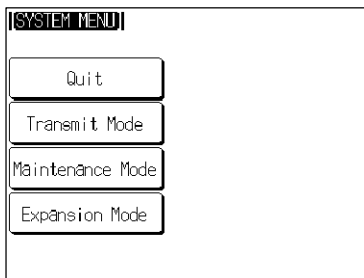 [SYSTEM MENU]
Quit
Transmit Mode
Maintenance Mode
Expansion Mode